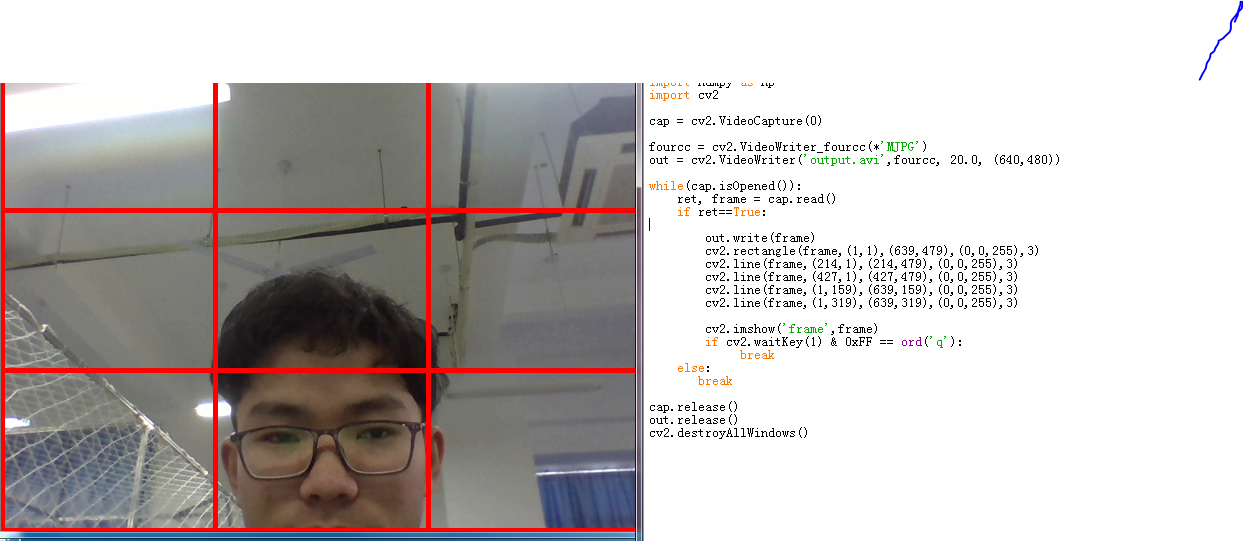 import numpy as np
import cv2
cap = cv2.VideoCapture(0)
fourcc = cv2.VideoWriter_fourcc(*'MJPG')
out = cv2.VideoWriter('output.avi',fourcc, 20.0, (640,480))
while(cap.isOpened()):
ret, frame = cap.read()
if ret==True:
out.write(frame)
cv2.rectangle(frame,(1,1),(639,479),(0,0,255),3)
cv2.line(frame,(214,1),(214,479),(0,0,255),3)
cv2.line(frame,(427,1),(427,479),(0,0,255),3)
cv2.line(frame,(1,159),(639,159),(0,0,255),3)
cv2.line(frame,(1,319),(639,319),(0,0,255),3)
cv2.imshow('frame',frame)
if cv2.waitKey(1) & 0xFF == ord('q'):
break
else:
break
cap.release()
out.release()
cv2.destroyAllWindows()